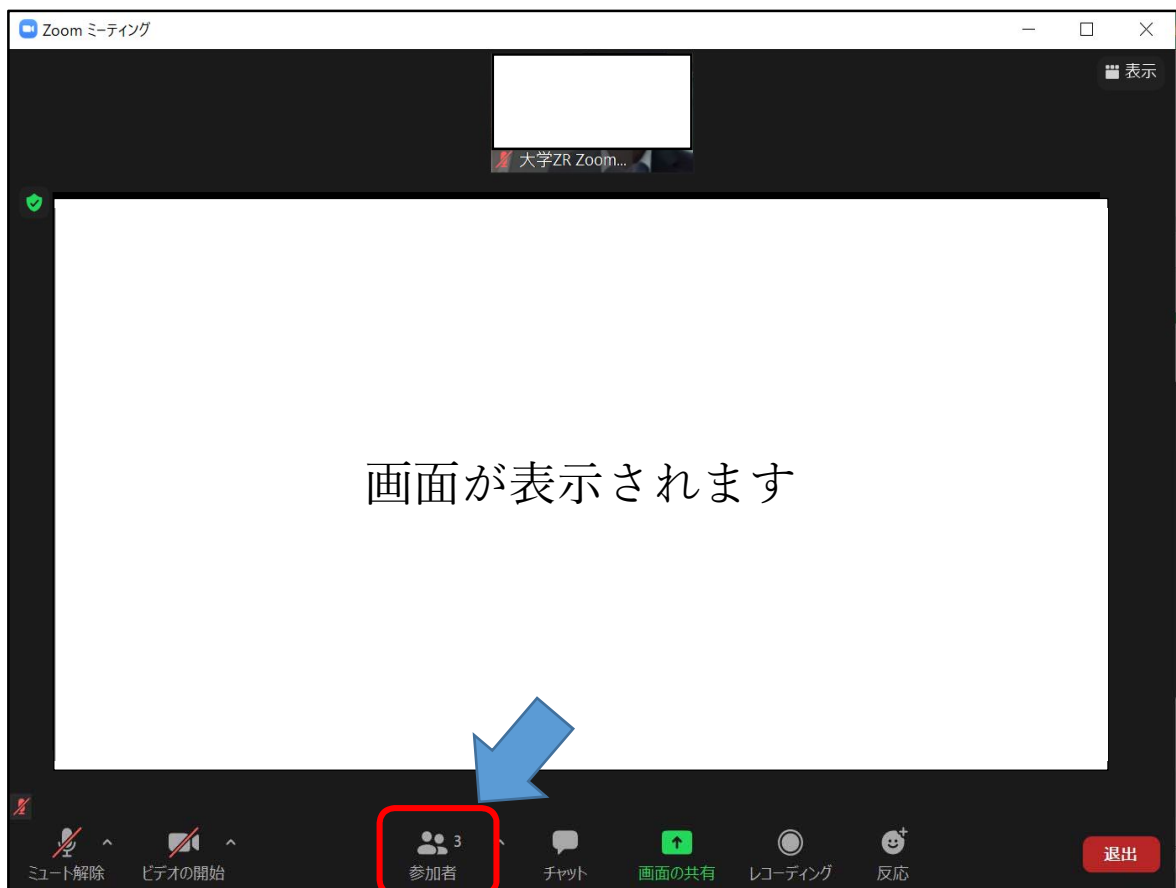 Zoom ミーティング
表示
大学ZR Zoom...
画面が表示されます
3
ミュート解除
ビデオの開始
参加者
チャット
画面の共有
レコーディング
反応
退出